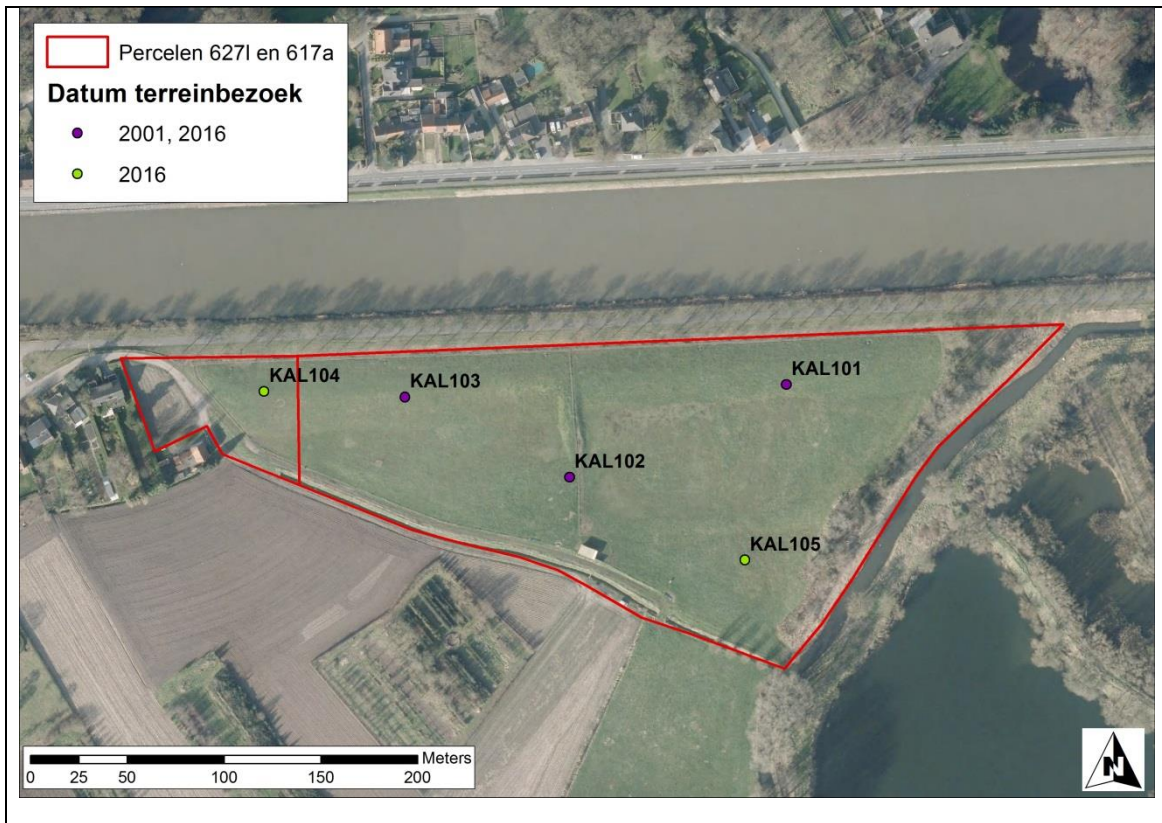 Percelen 627l en 617a
Datum terreinbezoek
2001, 2016
2016
KAL104
KAL103
KAL101
KAL102
KAL105
Meters
0 25 50 100 150 200
N